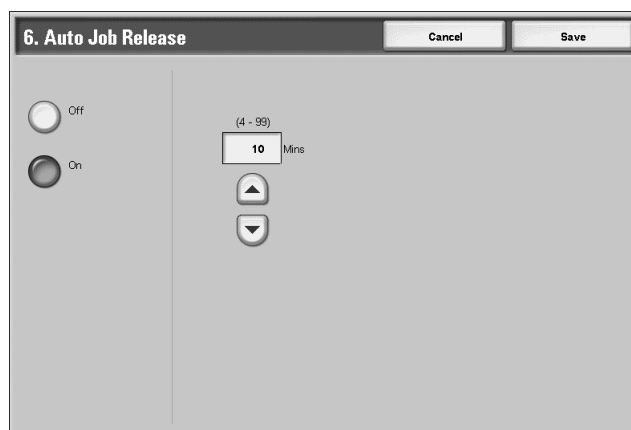 6. Auto Job Release
Cancel
Save
Off
On
(4 - 99)
10 Mins